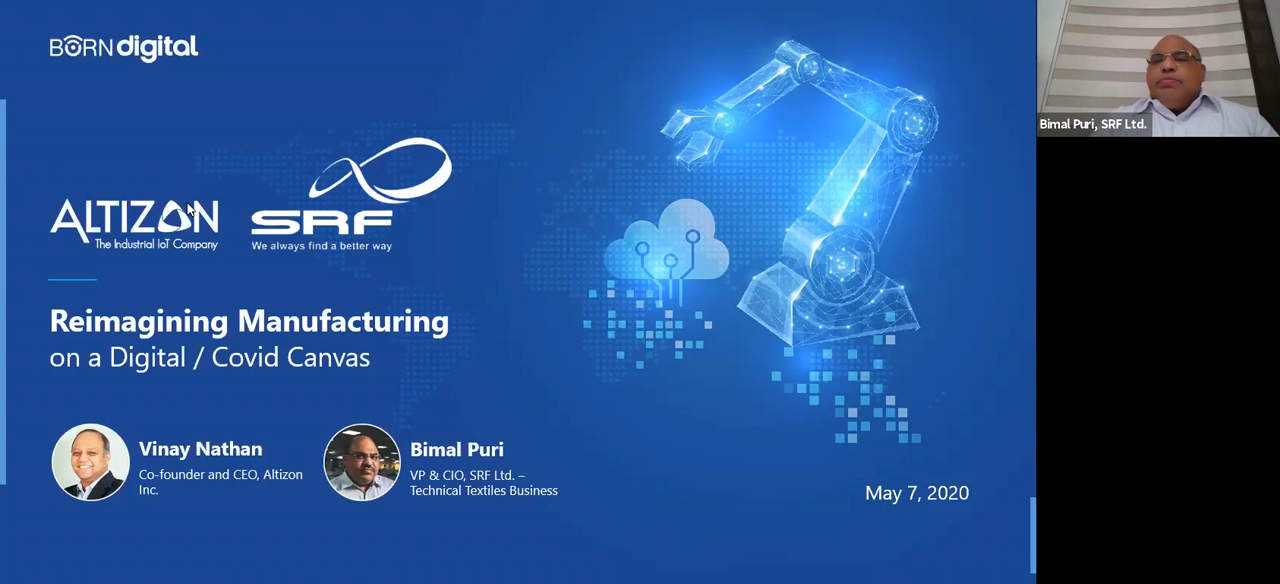 BORN digital
Bimal Puri, SRF Ltd.
ALTIZON
The Industrial IoT Company
SRF
We always find a better way
Reimagining Manufacturing
on a Digital / Covid Canvas
Vinay Nathan
Co-founder and CEO, Altizon
Inc.
Bimal Puri
VP & CIO, SRF Ltd. –
Technical Textiles Business
May 7, 2020